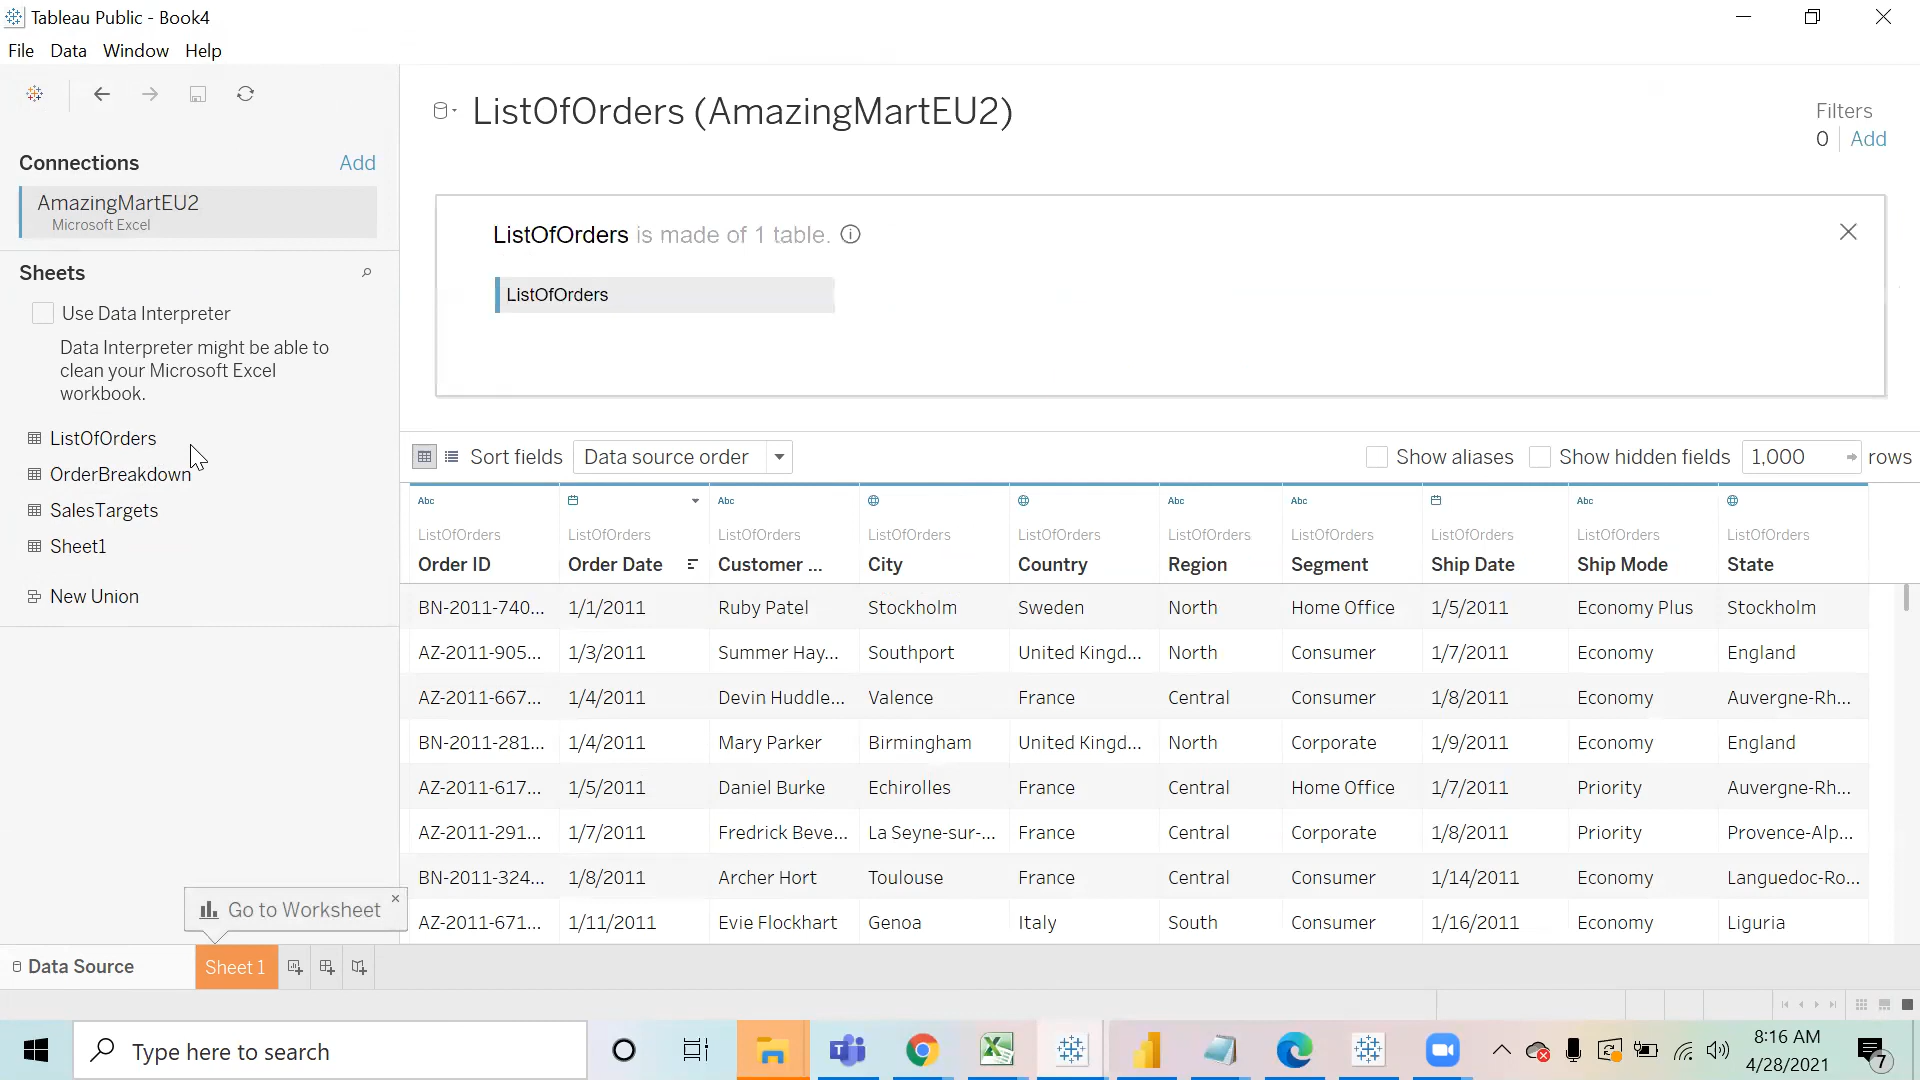 Tableau Public - Book4
File Data Window Help
Connections Add
AmazingMartEU2
Microsoft Excel
Sheets
Use Data Interpreter
Data Interpreter might be able to
clean your Microsoft Excel
workbook.
ListOfOrders
OrderBreakdown
SalesTargets
Sheet1
New Union
ListOfOrders (AmazingMartEU2)
Filters
0 Add
ListOfOrders is made of 1 table.
ListOfOrders
Sort fields Data source order Show aliases Show hidden fields 1,000 rows
Abc Abc Abc Abc Abc
ListOfOrders ListOfOrders ListOfOrders ListOfOrders ListOfOrders ListOfOrders ListOfOrders ListOfOrders ListOfOrders ListOfOrders
Order ID Order Date Customer ... City Country Region Segment Ship Date Ship Mode State
BN-2011-740... 1/1/2011 Ruby Patel Stockholm Sweden North Home Office 1/5/2011 Economy Plus Stockholm
AZ-2011-905... 1/3/2011 Summer Hay... Southport United Kingd... North Consumer 1/7/2011 Economy England
AZ-2011-667... 1/4/2011 Devin Huddle... Valence France Central Consumer 1/8/2011 Economy Auvergne-Rh...
BN-2011-281... 1/4/2011 Mary Parker Birmingham United Kingd... North Corporate 1/9/2011 Economy England
AZ-2011-617... 1/5/2011 Daniel Burke Echirolles France Central Home Office 1/7/2011 Priority Auvergne-Rh...
AZ-2011-291... 1/7/2011 Fredrick Beve... La Seyne-sur-... France Central Corporate 1/8/2011 Priority Provence-Alp...
BN-2011-324... 1/8/2011 Archer Hort Toulouse France Central Consumer 1/14/2011 Economy Languedoc-Ro...
AZ-2011-671... 1/11/2011 Evie Flockhart Genoa Italy South Consumer 1/16/2011 Economy Liguria
Go to Worksheet
Data Source Sheet 1
Type here to search
8:16 AM
4/28/2021
7